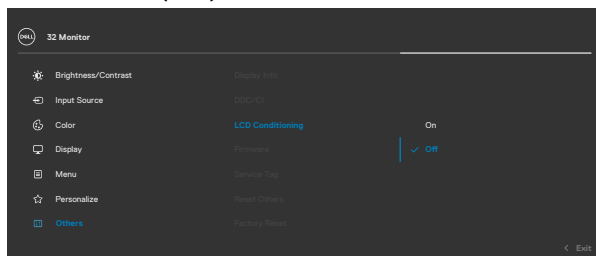 DELL
32 Monitor
Brightness/Contrast Display Info
Input Source DDC/CI
Color LCD Conditioning On
Display Firmware Off
Menu Service Tag
Personalize Reset Others
Others Factory Reset
Exit